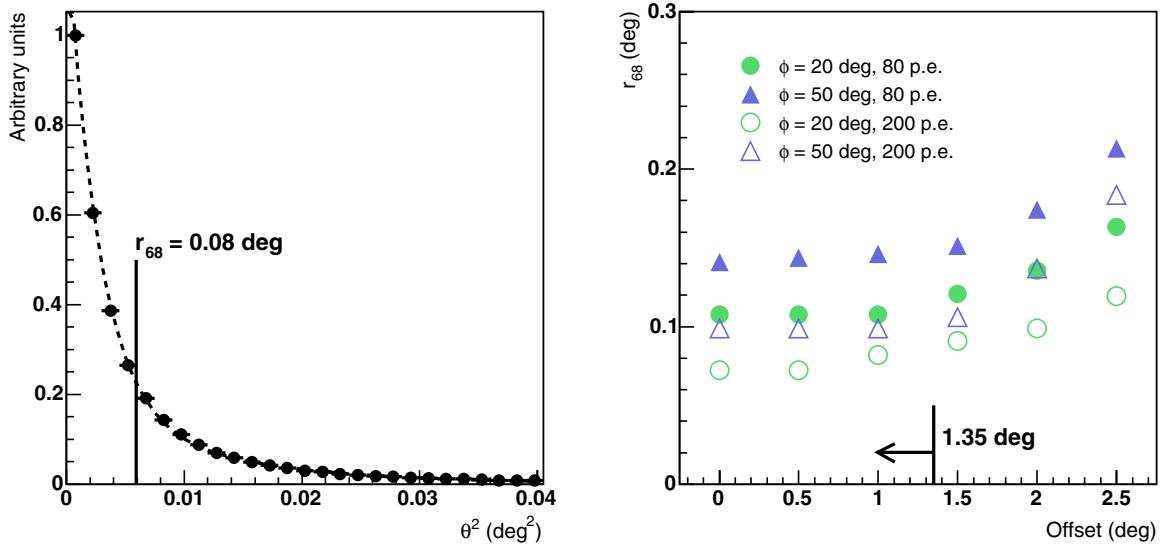 Arbitrary units
1
0.8
0.6
0.4
0.2
0
r68 = 0.08 deg
0
0.01
0.02
0.03
0.04
θ² (deg²)
r68 (deg)
0.3
0.2
0.1
0
ϕ = 20 deg, 80 p.e.
ϕ = 50 deg, 80 p.e.
ϕ = 20 deg, 200 p.e.
ϕ = 50 deg, 200 p.e.
1.35 deg
0
0.5
1
1.5
2
2.5
Offset (deg)